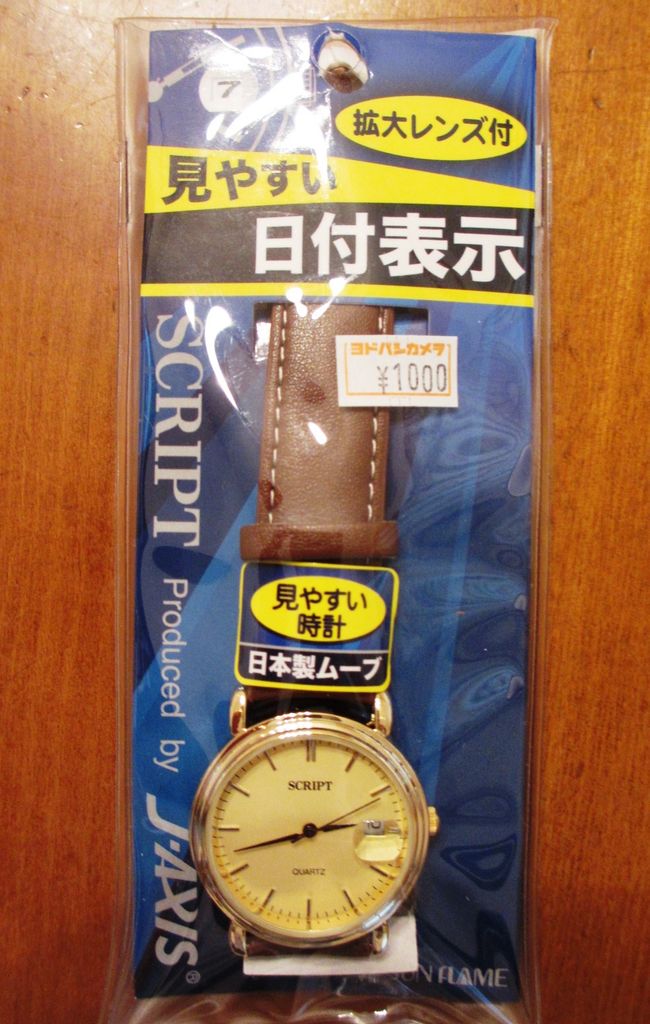 7
拡大レンズ付
見やすい
日付表示
ヨドバシカメラ
¥1000
SCRIPT Produced by J-AXIS®
見やすい
時計
日本製ムーブ
SCRIPT
QUARTZ
FLAME